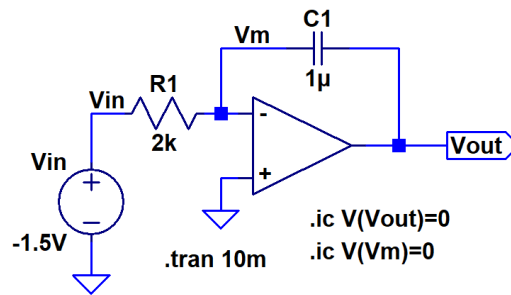 C1
Vm
1µ
R1
Vin
2k
-
+
Vout
Vin
+
-1.5V
.tran 10m
.ic V(Vout)=0
.ic V(Vm)=0